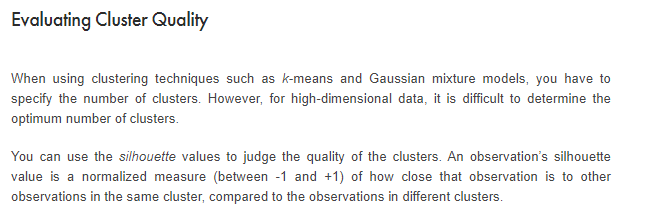 Evaluating Cluster Quality
When using clustering techniques such as k-means and Gaussian mixture models, you have to
specify the number of clusters. However, for high-dimensional data, it is difficult to determine the
optimum number of clusters.
You can use the silhouette values to judge the quality of the clusters. An observation's silhouette
value is a normalized measure (between -1 and +1) of how close that observation is to other
observations in the same cluster, compared to the observations in different clusters.